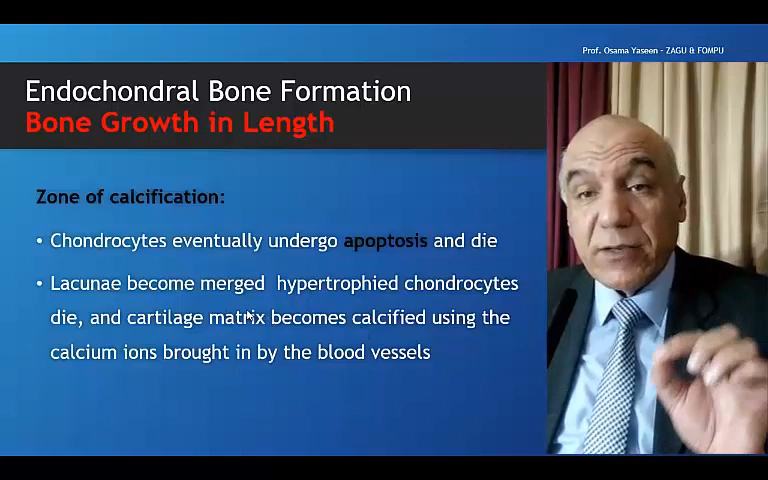 Prof. Osama Yaseen - ZAGU & FOMPU
Endochondral Bone Formation
Bone Growth in Length
Zone of calcification:
• Chondrocytes eventually undergo apoptosis and die
• Lacunae become merged hypertrophied chondrocytes
die, and cartilage matrix becomes calcified using the
calcium ions brought in by the blood vessels